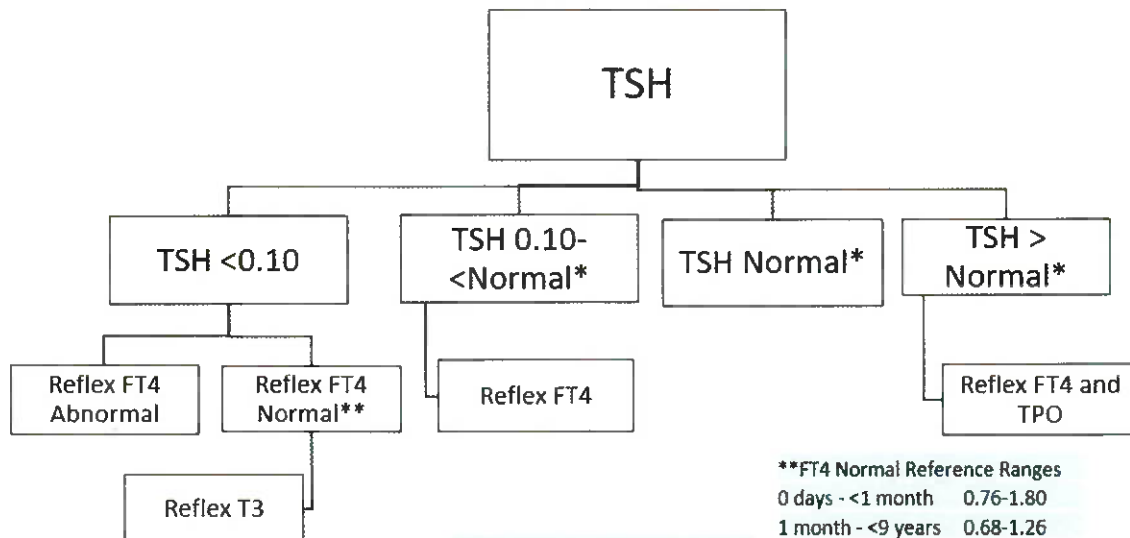 TSH
TSH <0.10
TSH 0.10-
<Normal*
TSH Normal*
TSH >
Normal*
Reflex FT4
Abnormal
Reflex FT4
Normal**
Reflex FT4
Reflex FT4 and
TPO
Reflex T3
**FT4 Normal Reference Ranges
0 days - <1 month 0.76-1.80
1 month - <9 years 0.68-1.26